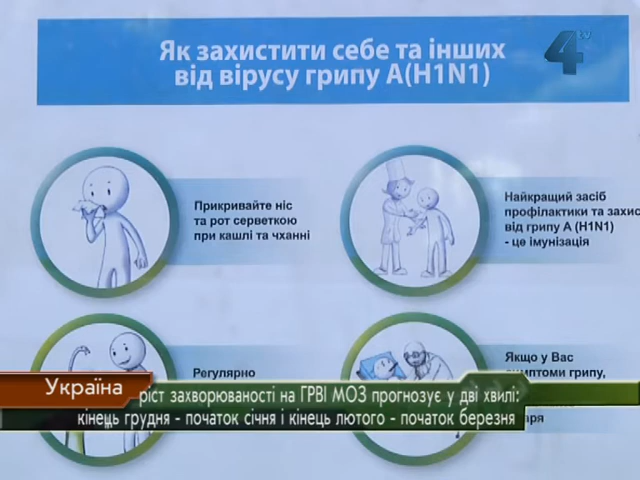 Як захистити себе та інших
від вірусу грипу А(H1N1)
4 tv
Прикривайте ніс
та рот серветкою
при кашлі та чханні
Найкращий засіб
профілактики та захис
від грипу А (H1N1)
- це імунізація
Регулярно
Якщо у Вас
грипу,
Україна
ріст захворюваності на ГРВІ МОЗ прогнозує у дві хвилі:
кінець грудня - початок січня і кінець лютого - початок березня